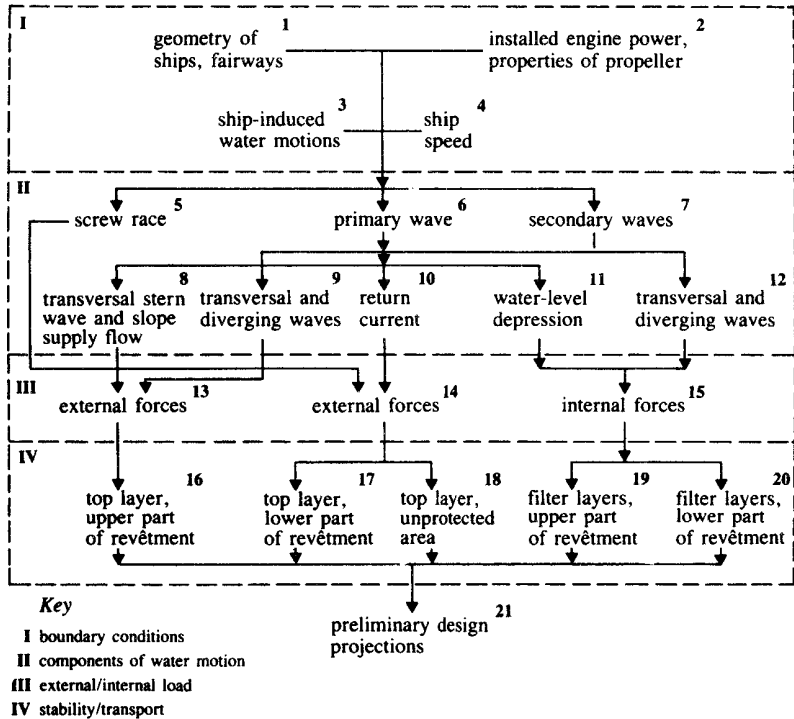 I
1
geometry of
ships, fairways
2
installed engine power,
properties of propeller
3
ship-induced
water motions
4
ship
speed
II
5
screw race
6
primary wave
7
secondary waves
8
transversal stern
wave and slope
supply flow
9
transversal and
diverging waves
10
return
current
11
water-level
depression
12
transversal and
diverging waves
III
13
external forces
14
external forces
15
internal forces
IV
16
top layer,
upper part
of revêtment
17
top layer,
lower part
of revêtment
18
top layer,
unprotected
area
19
filter layers,
upper part
of revêtment
20
filter layers,
lower part
of revêtment
21
preliminary design
projections
Key
I boundary conditions
II components of water motion
III external/internal load
IV stability/transport